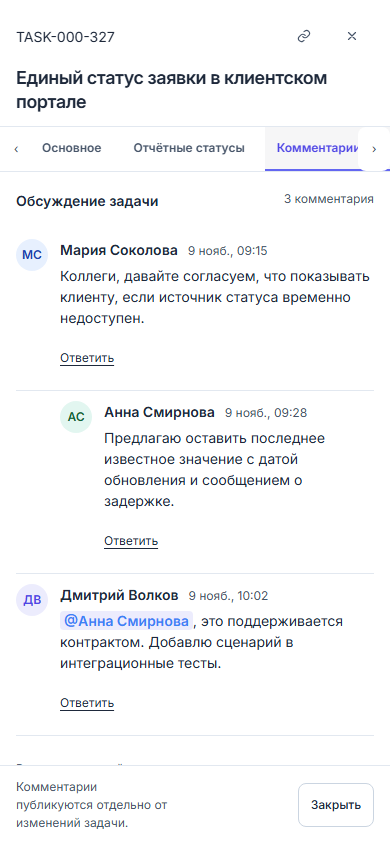 TASK-000-327
Единый статус заявки в клиентском
портале
Основное
Отчётные статусы
Комментарии
Обсуждение задачи
3 комментария
МС
Мария Соколова 9 нояб., 09:15
Коллеги, давайте согласуем, что показывать
клиенту, если источник статуса временно
недоступен.
Ответить
АС
Анна Смирнова 9 нояб., 09:28
Предлагаю оставить последнее
известное значение с датой
обновления и сообщением о
задержке.
Ответить
ДВ
Дмитрий Волков 9 нояб., 10:02
@Анна Смирнова, это поддерживается
контрактом. Добавлю сценарий в
интеграционные тесты.
Ответить
Комментарии
публикуются отдельно от
изменений задачи.
Закрыть